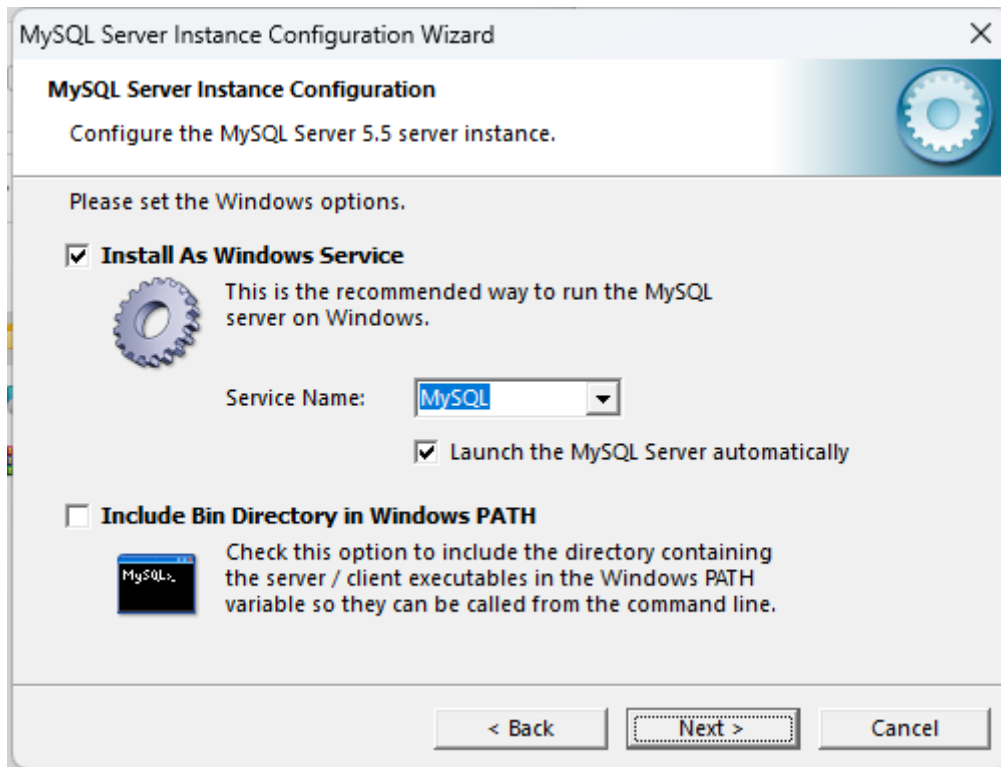 MySQL Server Instance Configuration Wizard
MySQL Server Instance Configuration
Configure the MySQL Server 5.5 server instance.
Please set the Windows options.
Install As Windows Service
This is the recommended way to run the MySQL
server on Windows.
Service Name:
MySQL
Launch the MySQL Server automatically
Include Bin Directory in Windows PATH
MySQL>_
Check this option to include the directory containing
the server / client executables in the Windows PATH
variable so they can be called from the command line.
< Back
Next >
Cancel